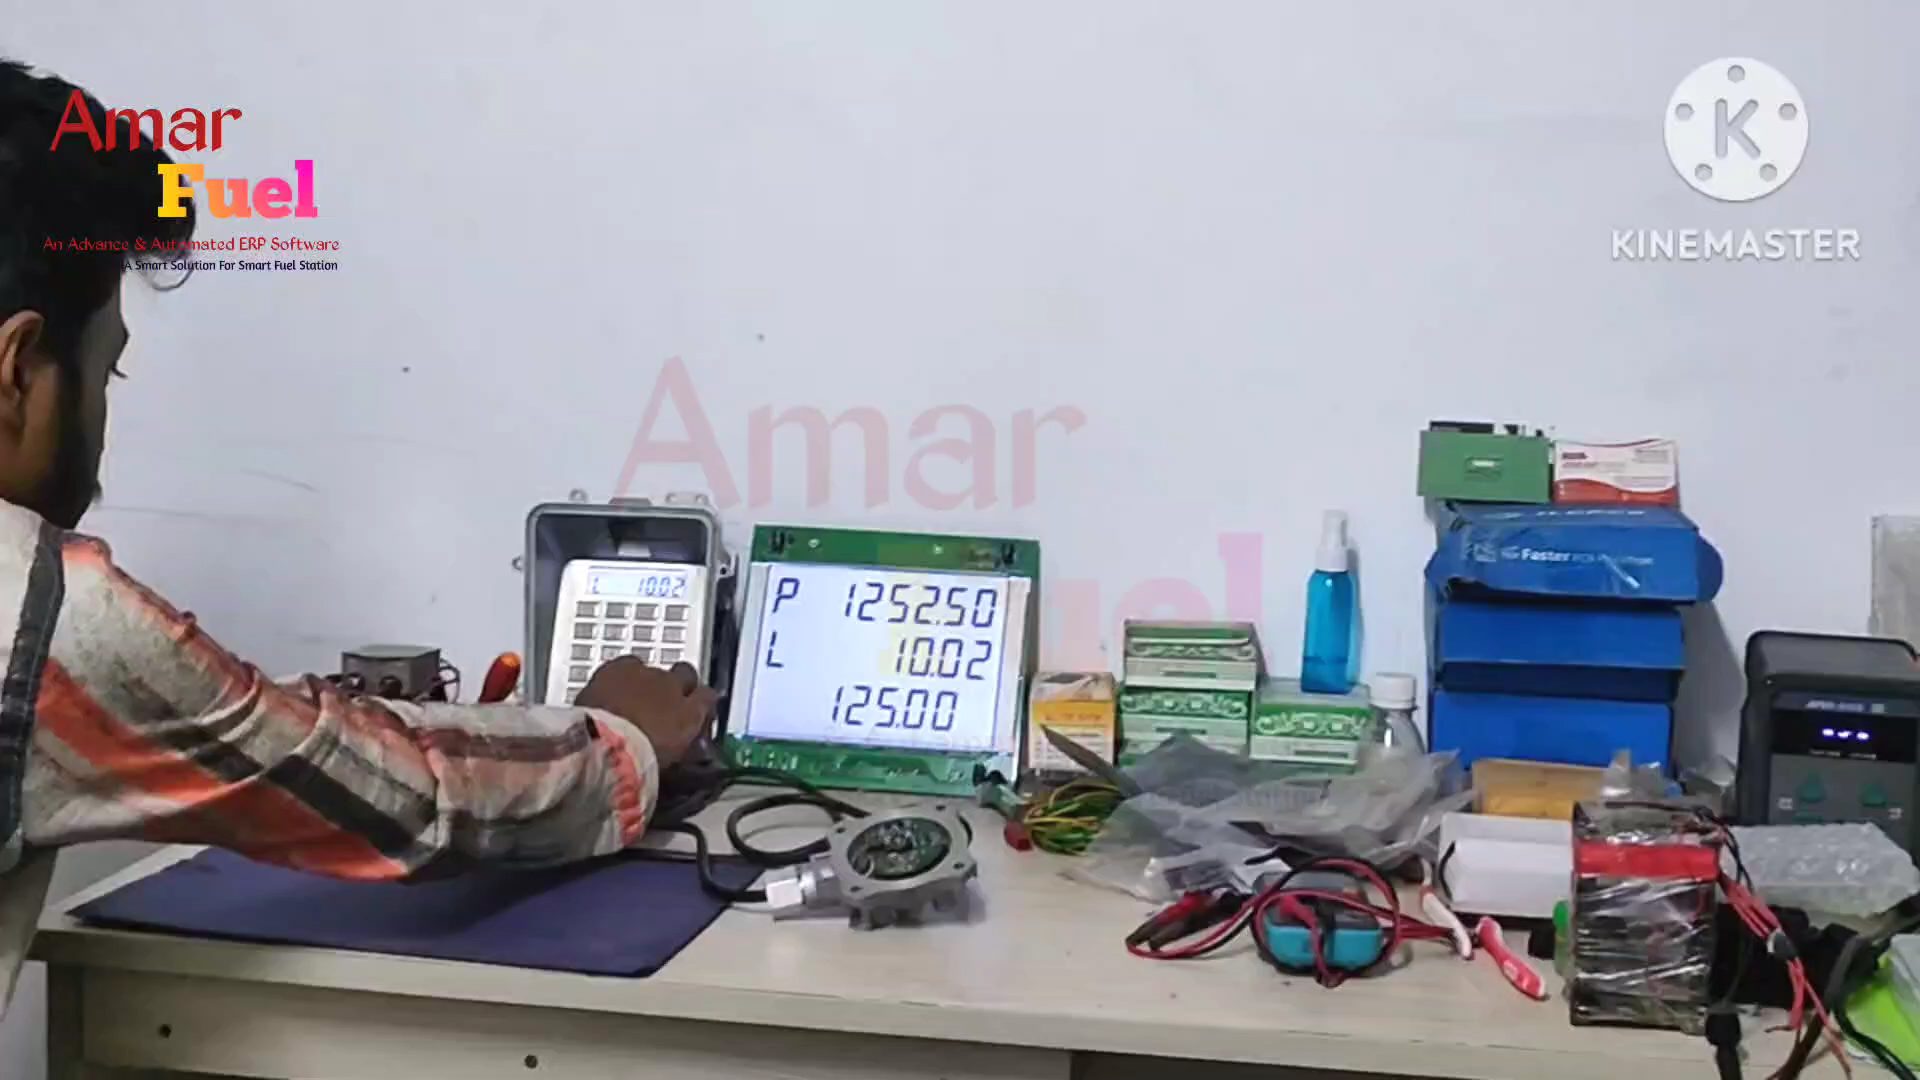 Amar
Fuel
An Advance & Automated ERP Software
A Smart Solution For Smart Fuel Station
K
KINEMASTER
Amar
Fuel
L 10.02
P 1252.50
L 10.02
125.00
Faster